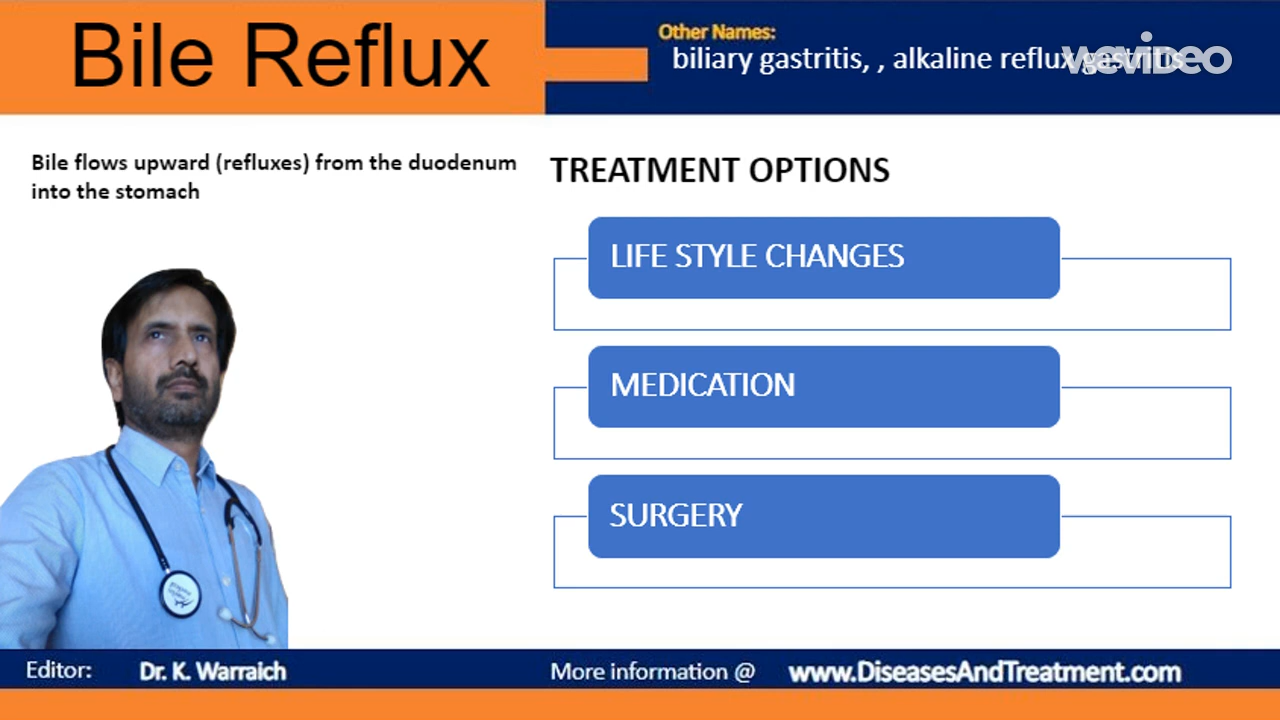 Bile Reflux
Other Names:
biliary gastritis, , alkaline reflux gastritis
wevideo
Bile flows upward (refluxes) from the duodenum
into the stomach
TREATMENT OPTIONS
LIFE STYLE CHANGES
MEDICATION
SURGERY
Editor: Dr. K. Warraich
More information @ www.DiseasesAndTreatment.com